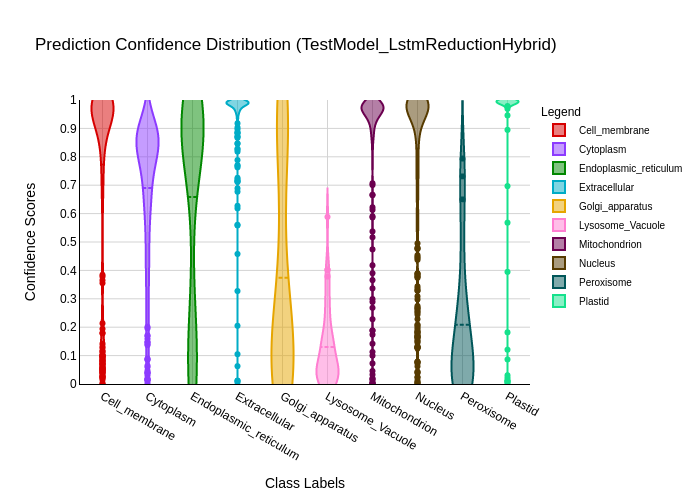 Prediction Confidence Distribution (TestModel_LstmReductionHybrid)
Confidence Scores
1
0.9
0.8
0.7
0.6
0.5
0.4
0.3
0.2
0.1
0
Cell_membrane
Cytoplasm
Endoplasmic_reticulum
Extracellular
Golgi_apparatus
Lysosome_Vacuole
Mitochondrion
Nucleus
Peroxisome
Plastid
Class Labels
Legend
Cell_membrane
Cytoplasm
Endoplasmic_reticulum
Extracellular
Golgi_apparatus
Lysosome_Vacuole
Mitochondrion
Nucleus
Peroxisome
Plastid